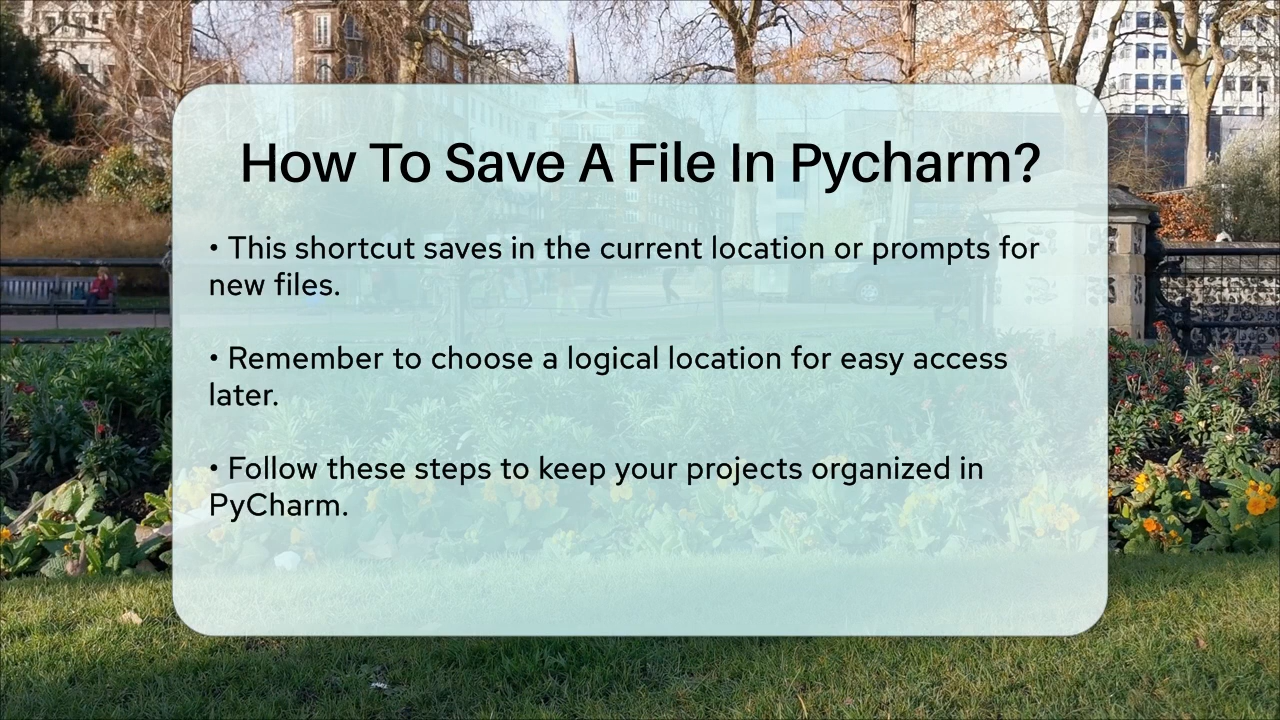 How To Save A File In Pycharm?
• This shortcut saves in the current location or prompts for
new files.
• Remember to choose a logical location for easy access
later.
• Follow these steps to keep your projects organized in
PyCharm.